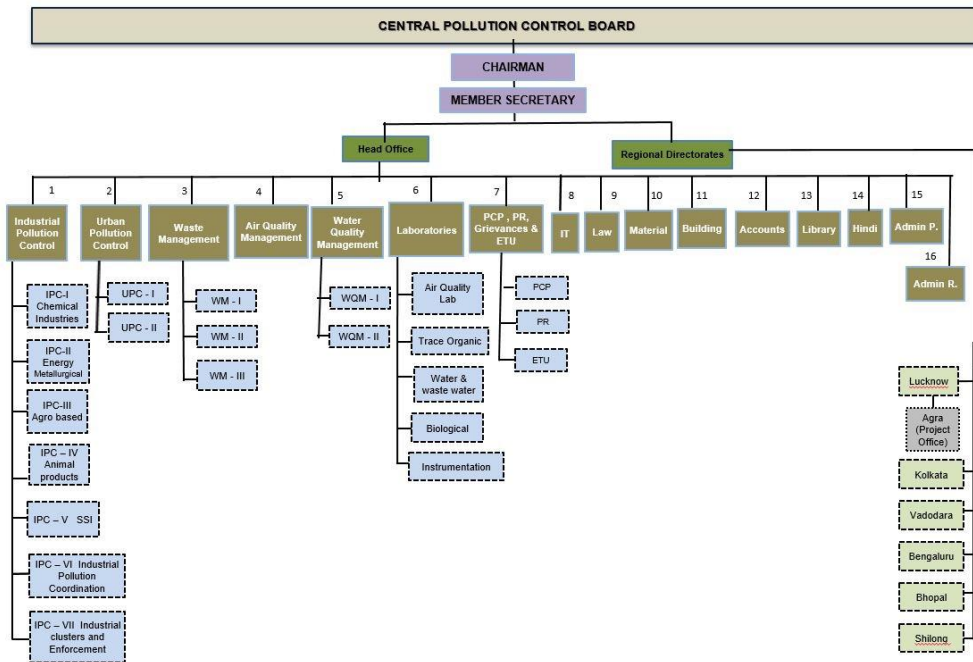 CENTRAL POLLUTION CONTROL BOARD
CHAIRMAN
MEMBER SECRETARY
Head Office
Regional Directorates
1
2
3
4
5
6
7
8
9
10
11
12
13
14
15
Industrial
Pollution
Control
Urban
Pollution
Control
Waste
Management
Air Quality
Management
Water
Quality
Management
Laboratories
PCP , PR,
Grievances &
ETU
IT
Law
Material
Building
Accounts
Library
Hindi
Admin P.
16
Admin R.
IPC-I
Chemical
Industries
IPC-II
Energy
Metallurgical
IPC-III
Agro based
IPC – IV
Animal
products
IPC – V SSI
IPC – VI Industrial
Pollution
Coordination
IPC – VII Industrial
clusters and
Enforcement
UPC - I
UPC - II
WM - I
WM - II
WM - III
WQM - I
WQM - II
Air Quality
Lab
Trace Organic
Water &
waste water
Biological
Instrumentation
PCP
PR
ETU
Lucknow
Agra
(Project
Office)
Kolkata
Vadodara
Bengaluru
Bhopal
Shilong